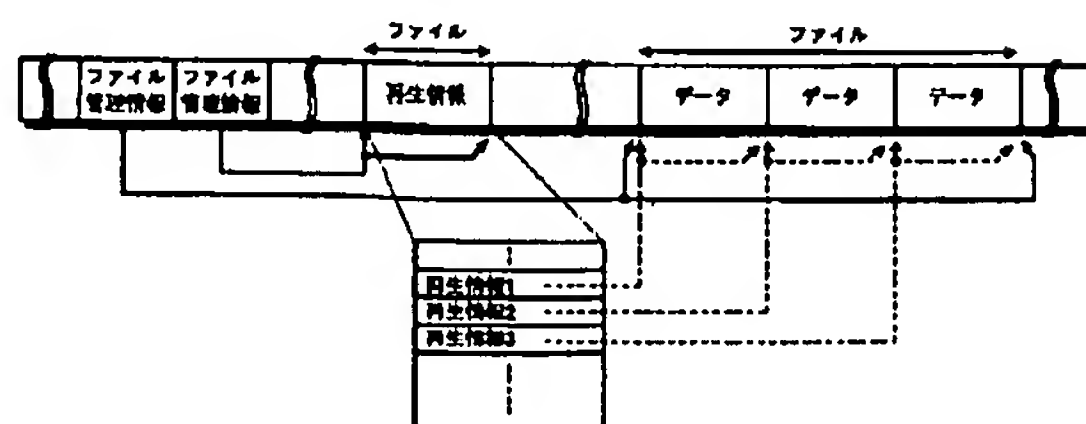 ファイル
ファイル
ファイル
管理情報
ファイル
管理情報
再生情報
データ
データ
データ
再生情報1
再生情報2
再生情報3